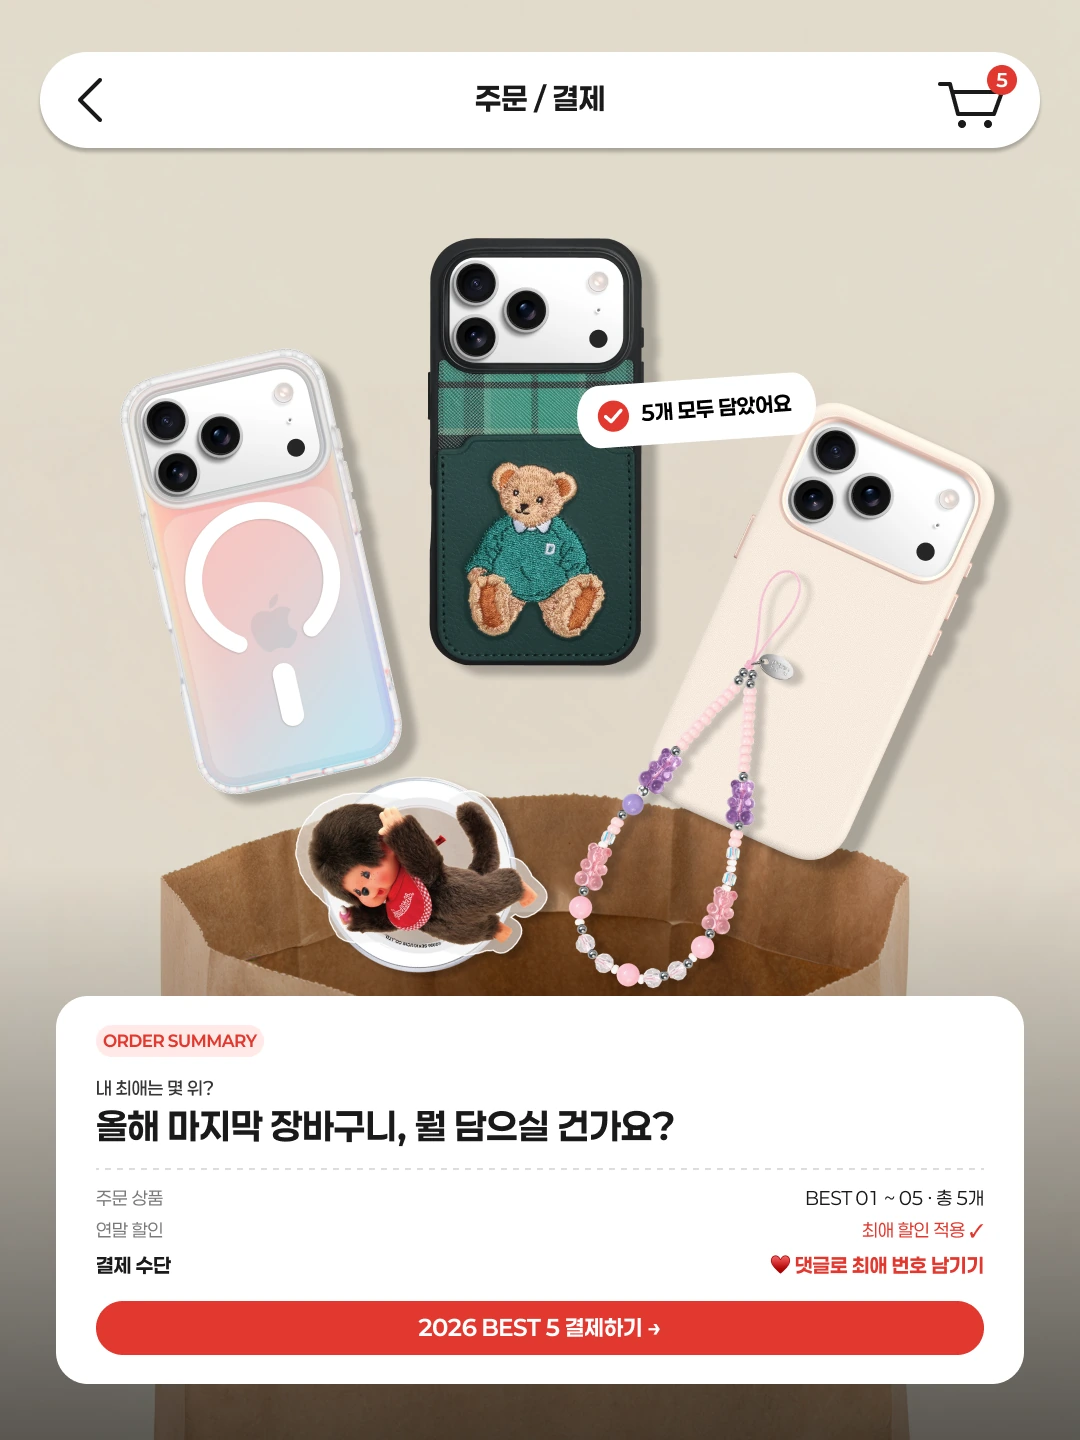 주문 / 결제
5
5개 모두 담았어요
ORDER SUMMARY
내 최애는 몇 위?
올해 마지막 장바구니, 뭘 담으실 건가요?
주문 상품
BEST 01 ~ 05 · 총 5개
연말 할인
최애 할인 적용 ✓
결제 수단
♥ 댓글로 최애 번호 남기기
2026 BEST 5 결제하기 →